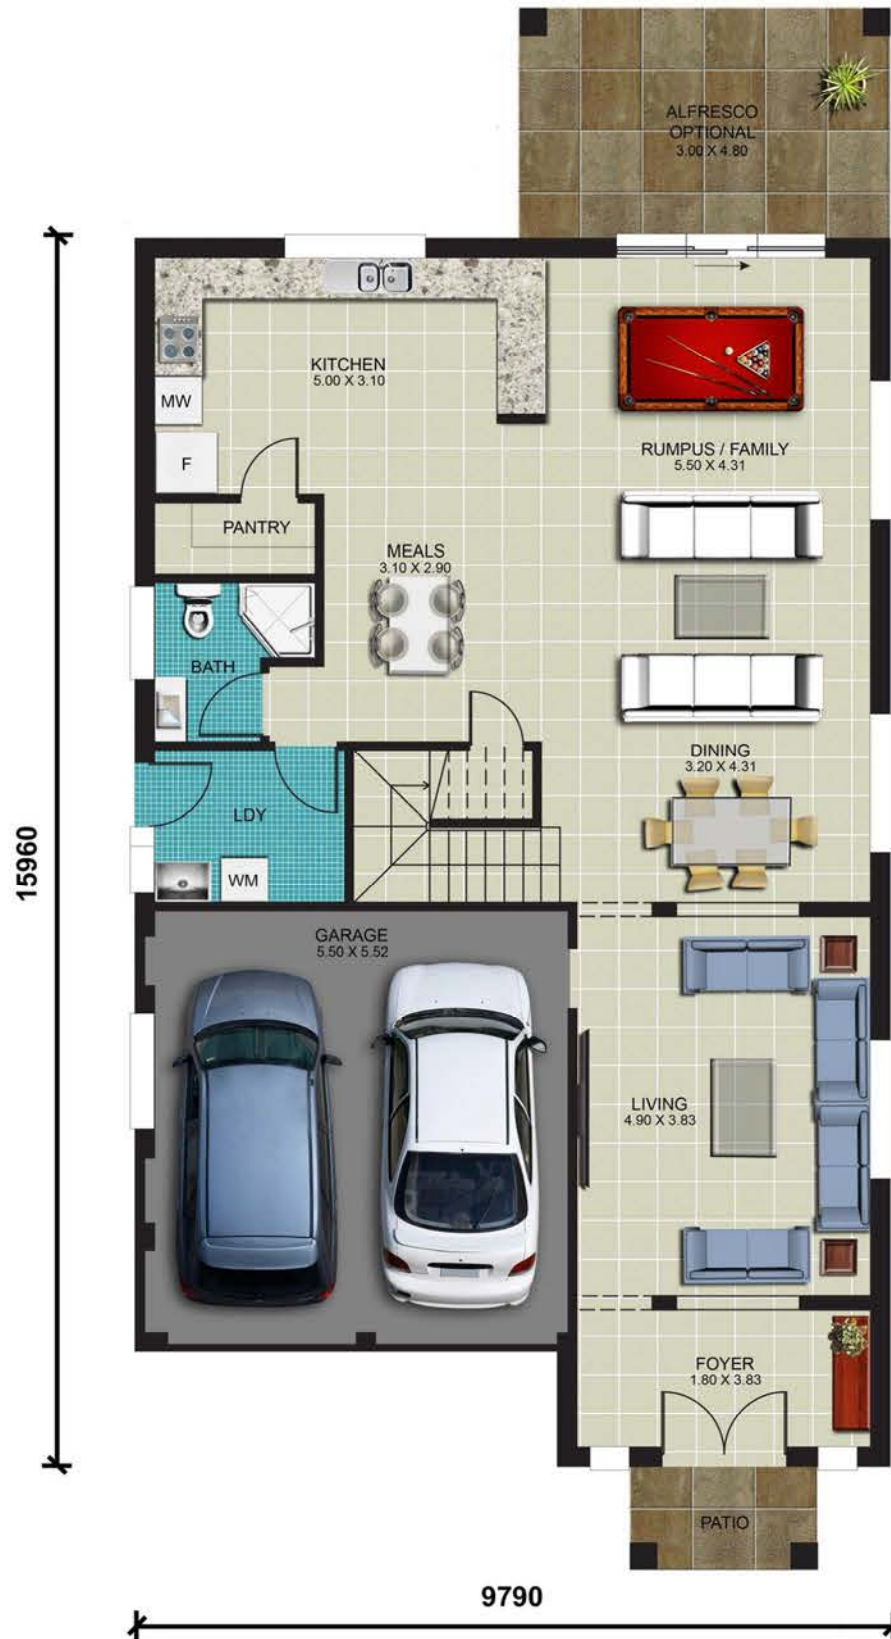 ALFRESCO
OPTIONAL
3.00 X 4.80
KITCHEN
5.00 X 3.10
MW
F
RUMPUS / FAMILY
5.50 X 4.31
PANTRY
MEALS
3.10 X 2.90
BATH
DINING
3.20 X 4.31
LDY
WM
15960
GARAGE
5.50 X 5.52
LIVING
4.90 X 3.83
FOYER
1.80 X 3.83
PATIO
9790